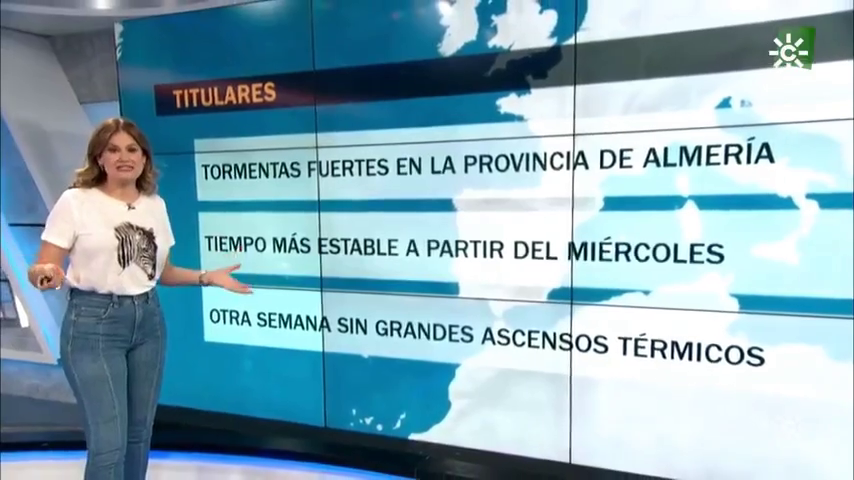 TITULARES
TORMENTAS FUERTES EN LA PROVINCIA DE ALMERÍA
TIEMPO MÁS ESTABLE A PARTIR DEL MIÉRCOLES
OTRA SEMANA SIN GRANDES ASCENSOS TÉRMICOS